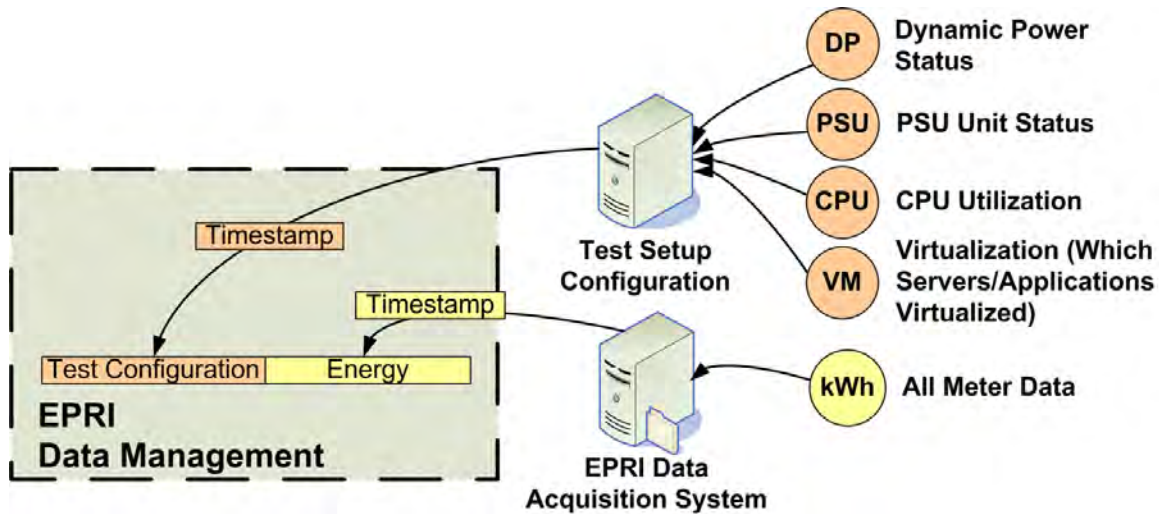 DP
Dynamic Power
Status
PSU
PSU Unit Status
CPU
CPU Utilization
VM
Virtualization (Which
Servers/Applications
Virtualized)
kWh
All Meter Data
Test Setup
Configuration
EPRI Data
Acquisition System
Timestamp
Timestamp
Test Configuration
Energy
EPRI
Data Management